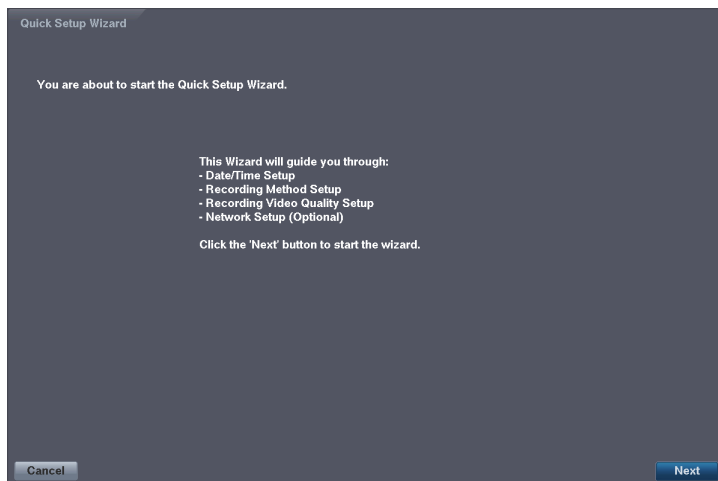 Quick Setup Wizard
You are about to start the Quick Setup Wizard.
This Wizard will guide you through:
- Date/Time Setup
- Recording Method Setup
- Recording Video Quality Setup
- Network Setup (Optional)
Click the 'Next' button to start the wizard.
Cancel
Next